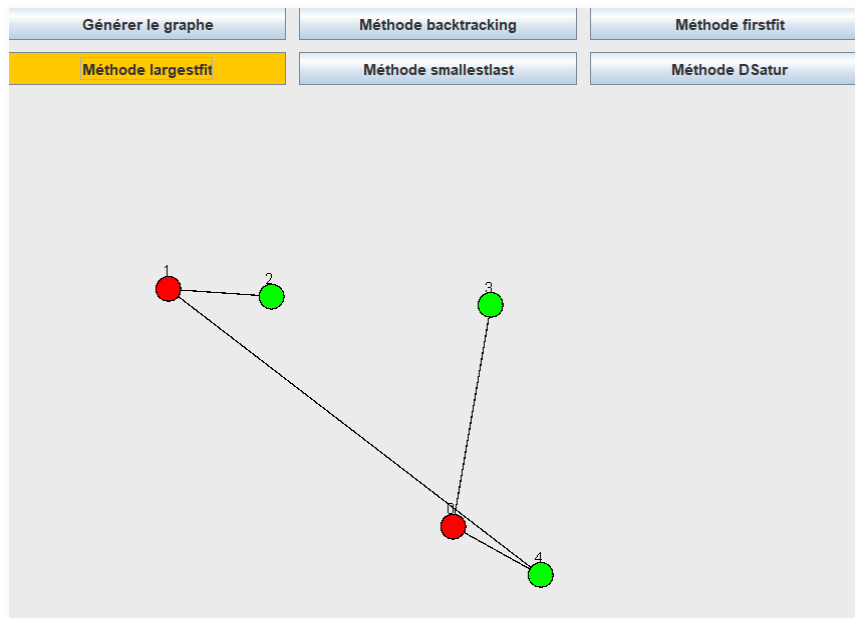 Générer le graphe
Méthode backtracking
Méthode firstfit
Méthode largestfit
Méthode smallestlast
Méthode DSatur
1
2
3
0
4